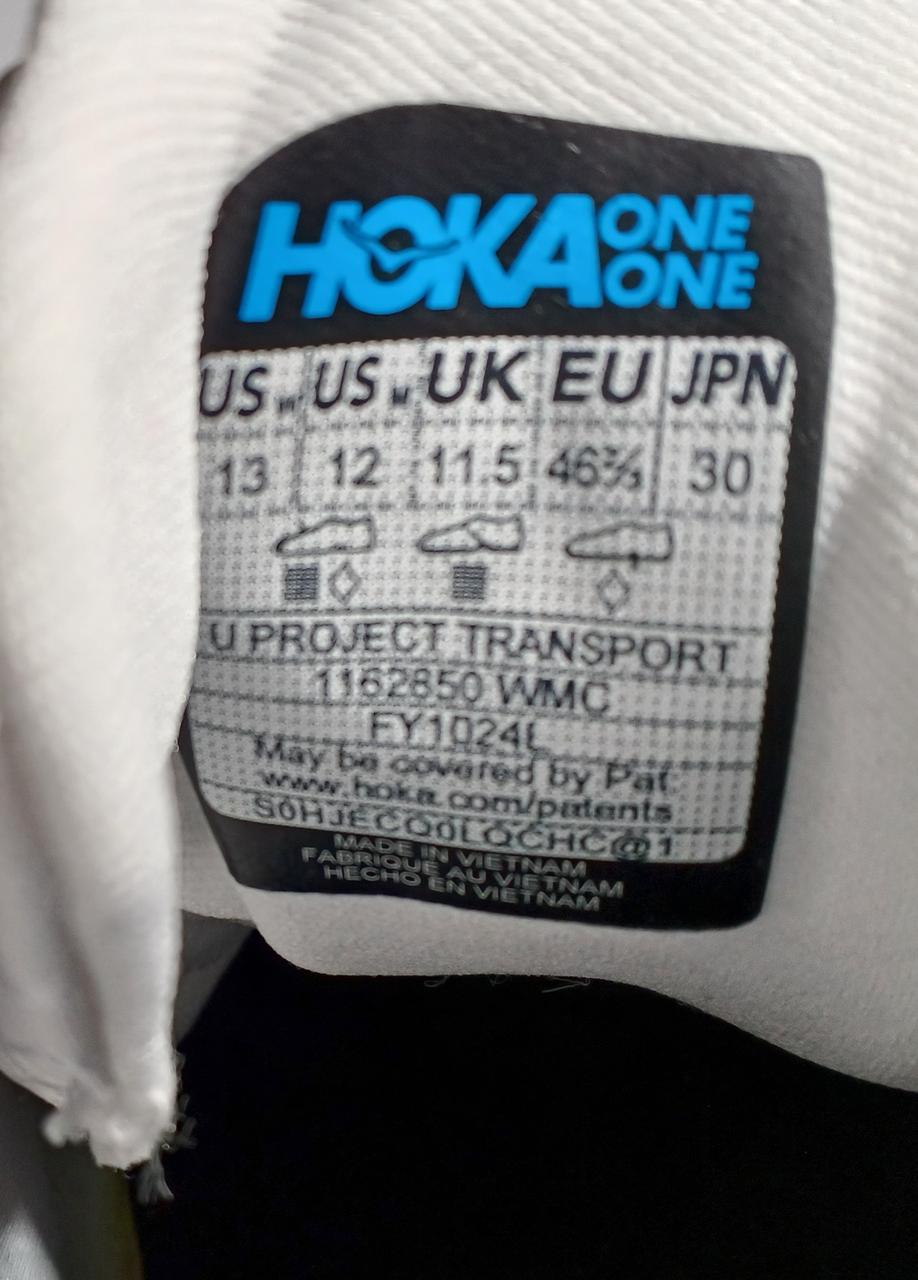 HOKA ONE ONE
US W US M UK EU JPN
13 12 11.5 46⅔ 30
U PROJECT TRANSPORT
1162850 WMC
FY1024L
May be covered by Pat:
www.hoka.com/patents
S0HJECQ0LQCHC@1
MADE IN VIETNAM
FABRIQUE AU VIETNAM
HECHO EN VIETNAM